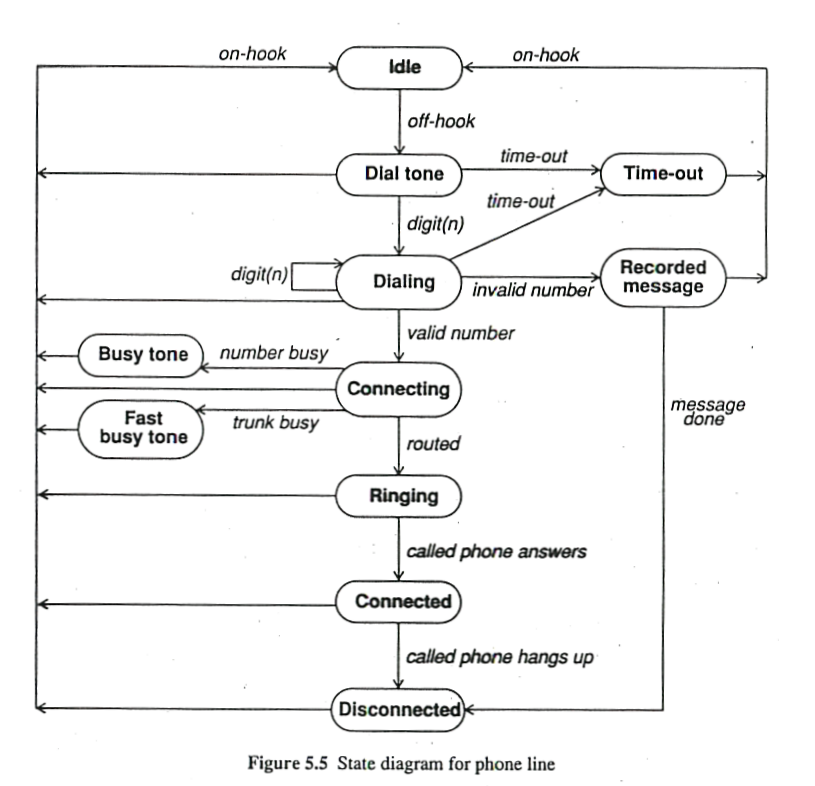 on-hook
Idle
on-hook
off-hook
Dial tone
time-out
Time-out
time-out
digit(n)
digit(n)
Dialing
invalid number
Recorded
message
valid number
Busy tone
number busy
Connecting
Fast
busy tone
trunk busy
message
done
routed
Ringing
called phone answers
Connected
called phone hangs up
Disconnected
Figure 5.5 State diagram for phone line